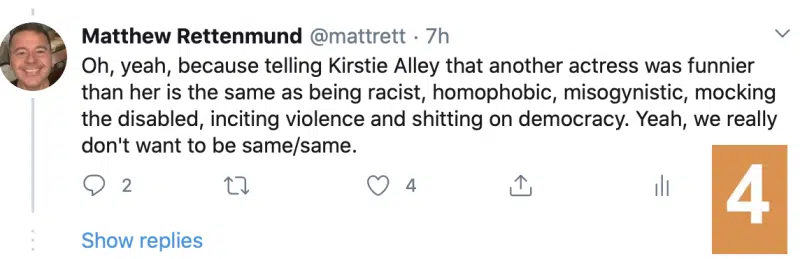 Matthew Rettenmund @mattrett · 7h
Oh, yeah, because telling Kirstie Alley that another actress was funnier
than her is the same as being racist, homophobic, misogynistic, mocking
the disabled, inciting violence and shitting on democracy. Yeah, we really
don't want to be same/same.
2 4
4
Show replies